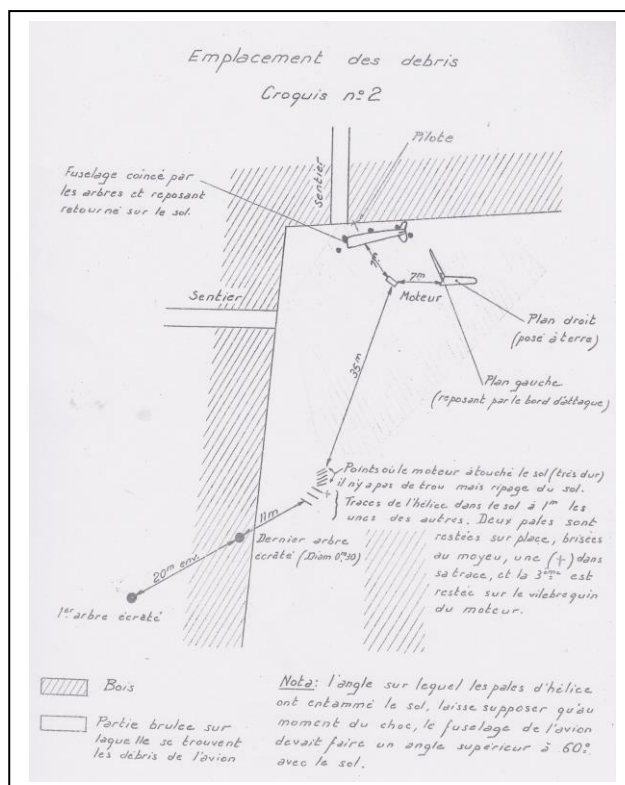 Emplacement des debris
Croquis n°2
Pilote
Fuselage coincé par
les arbres et reposant
retourné sur le sol.
Sentier
Sentier
7m
Moteur
Plan droit
(posé à terre)
Plan gauche
(reposant par le bord d'attaque)
35m
Points où le moteur à touché le sol (trés dur)
il n'y a pas de trou mais ripage du sol.
Traces de l'hélice dans le sol à 1m les
unes des autres. Deux pales sont
restées sur place, brisées
au moyeu, une (+) dans
sa trace, et la 3ème est
restée sur le vilebrequin
du moteur.
11m
Dernier arbre
écrâté (Diam 0m30)
20m env.
1er arbre écrâté
Bois
Partie brulee sur
laquelle se trouvent
les débris de l'avion
Nota: l'angle sur lequel les pales d'hélice
ont entammé le sol, laisse supposer qu'au
moment du choc, le fuselage de l'avion
devait faire un angle supérieur à 60°
avec le sol.